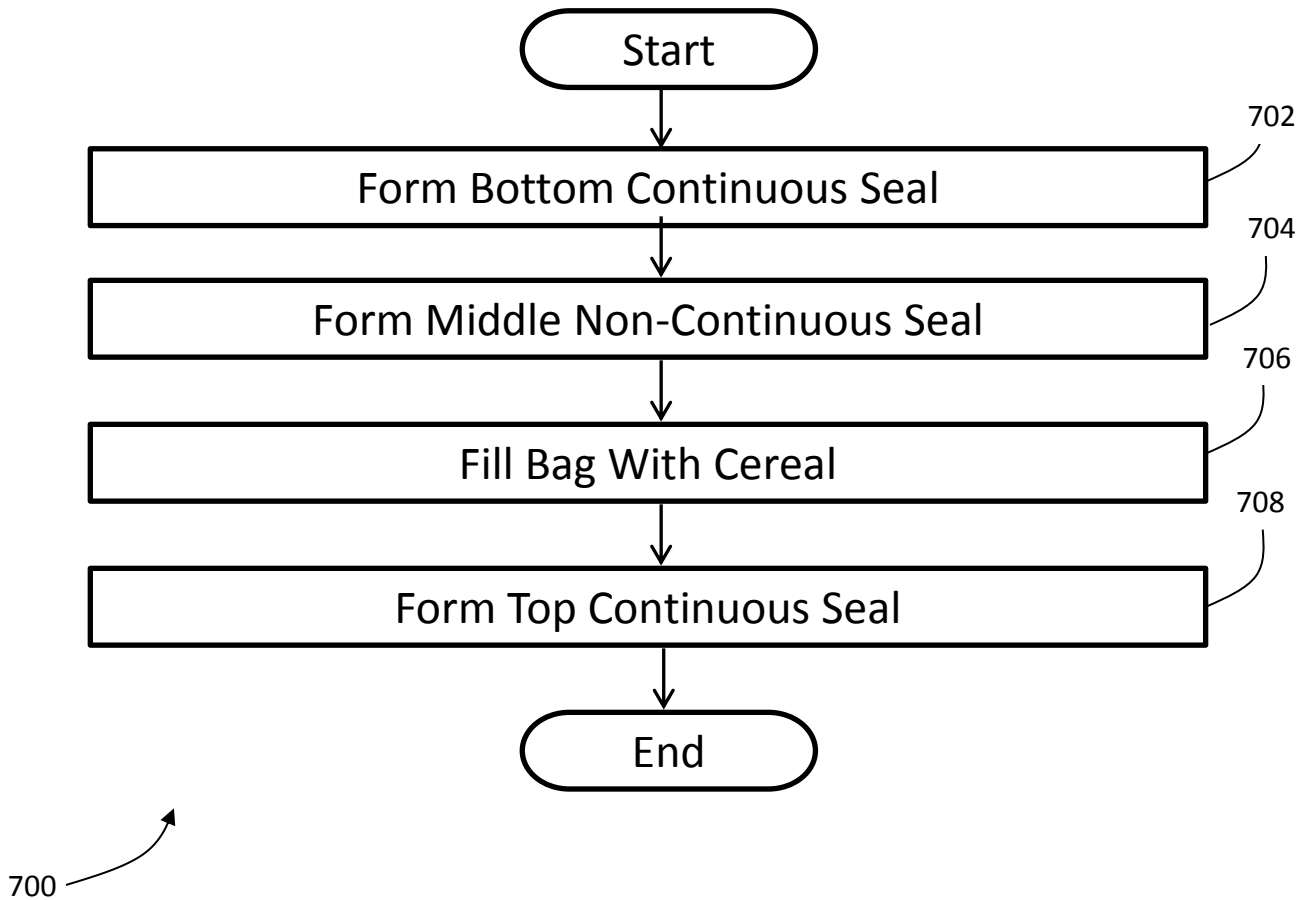 Start
702
Form Bottom Continuous Seal
704
Form Middle Non-Continuous Seal
706
Fill Bag With Cereal
708
Form Top Continuous Seal
End
700